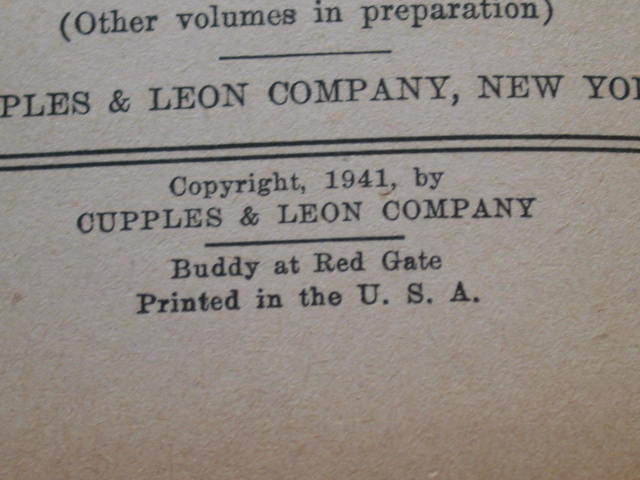 (Other volumes in preparation)
PLES & LEON COMPANY, NEW YO
Copyright, 1941, by
CUPPLES & LEON COMPANY
Buddy at Red Gate
Printed in the U. S. A.